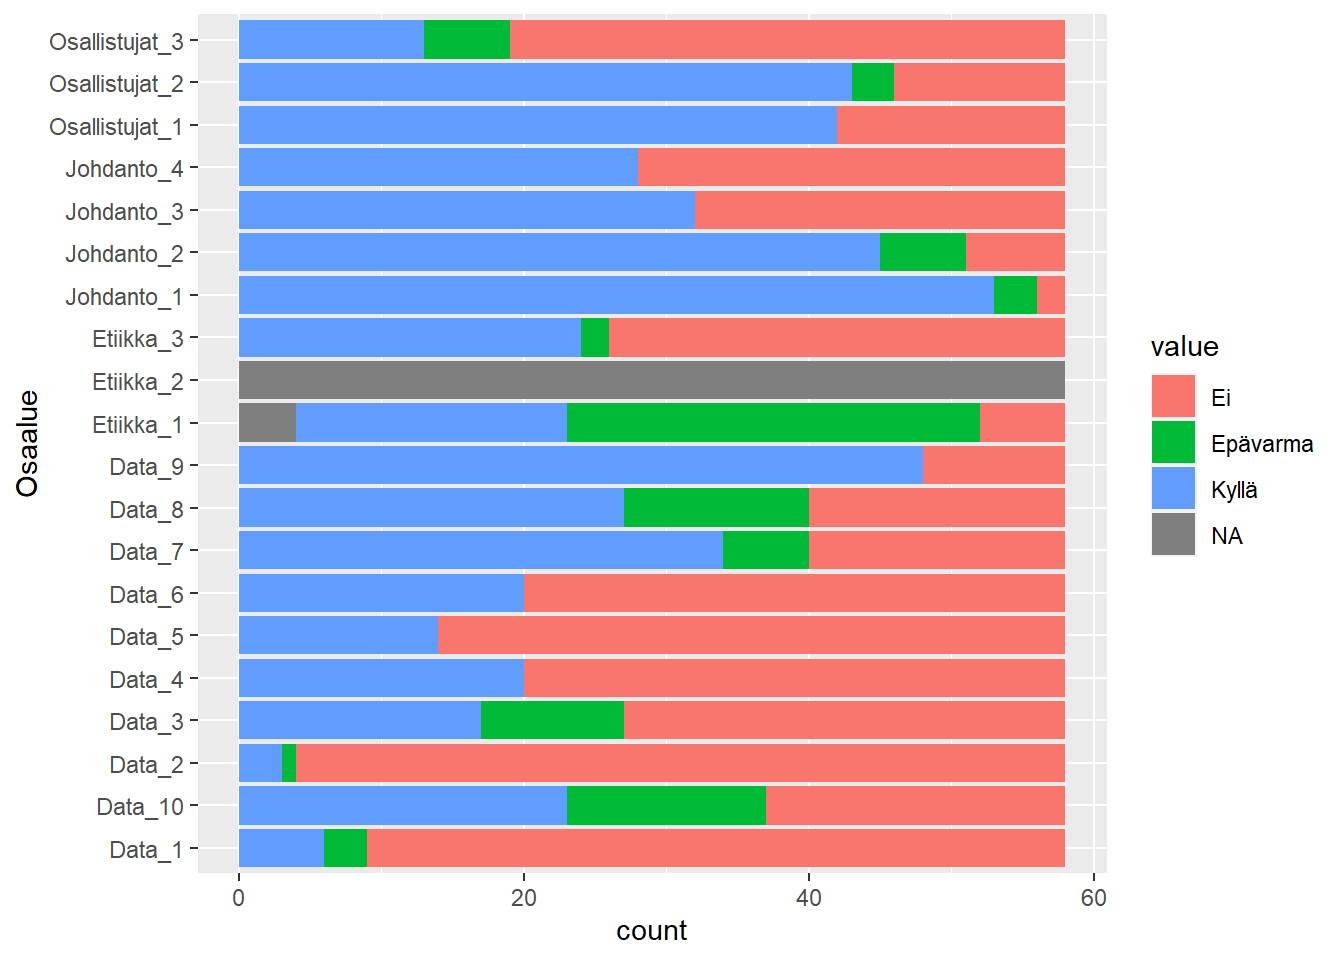 Osaalue
Osallistujat_3
Osallistujat_2
Osallistujat_1
Johdanto_4
Johdanto_3
Johdanto_2
Johdanto_1
Etiikka_3
Etiikka_2
Etiikka_1
Data_9
Data_8
Data_7
Data_6
Data_5
Data_4
Data_3
Data_2
Data_10
Data_1
0 20 40 60
count
value
Ei
Epävarma
Kyllä
NA